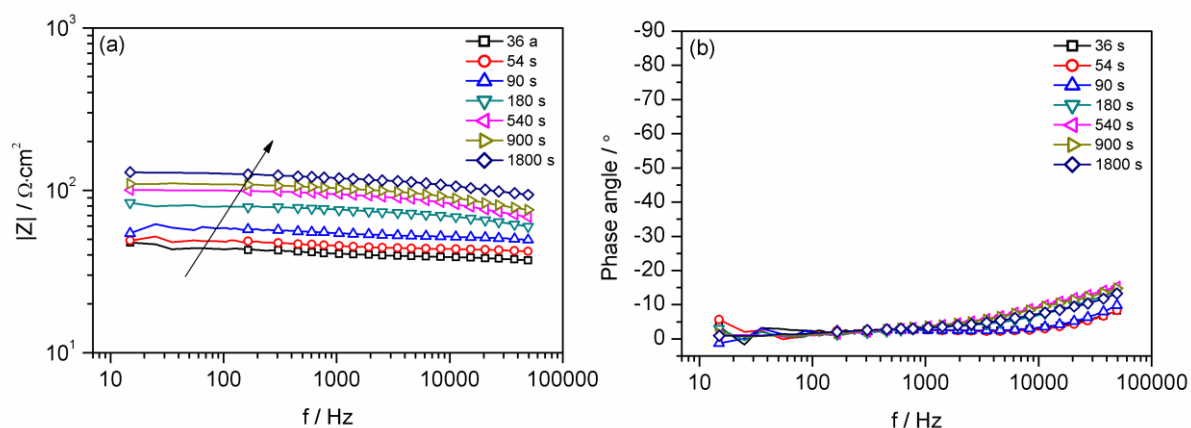 (a)
10³
10²
10¹
|Z| / Ω·cm²
10
100
1000
10000
100000
f / Hz
36 a
54 s
90 s
180 s
540 s
900 s
1800 s
(b)
-90
-80
-70
-60
-50
-40
-30
-20
-10
0
Phase angle / °
10
100
1000
10000
100000
f / Hz
36 s
54 s
90 s
180 s
540 s
900 s
1800 s